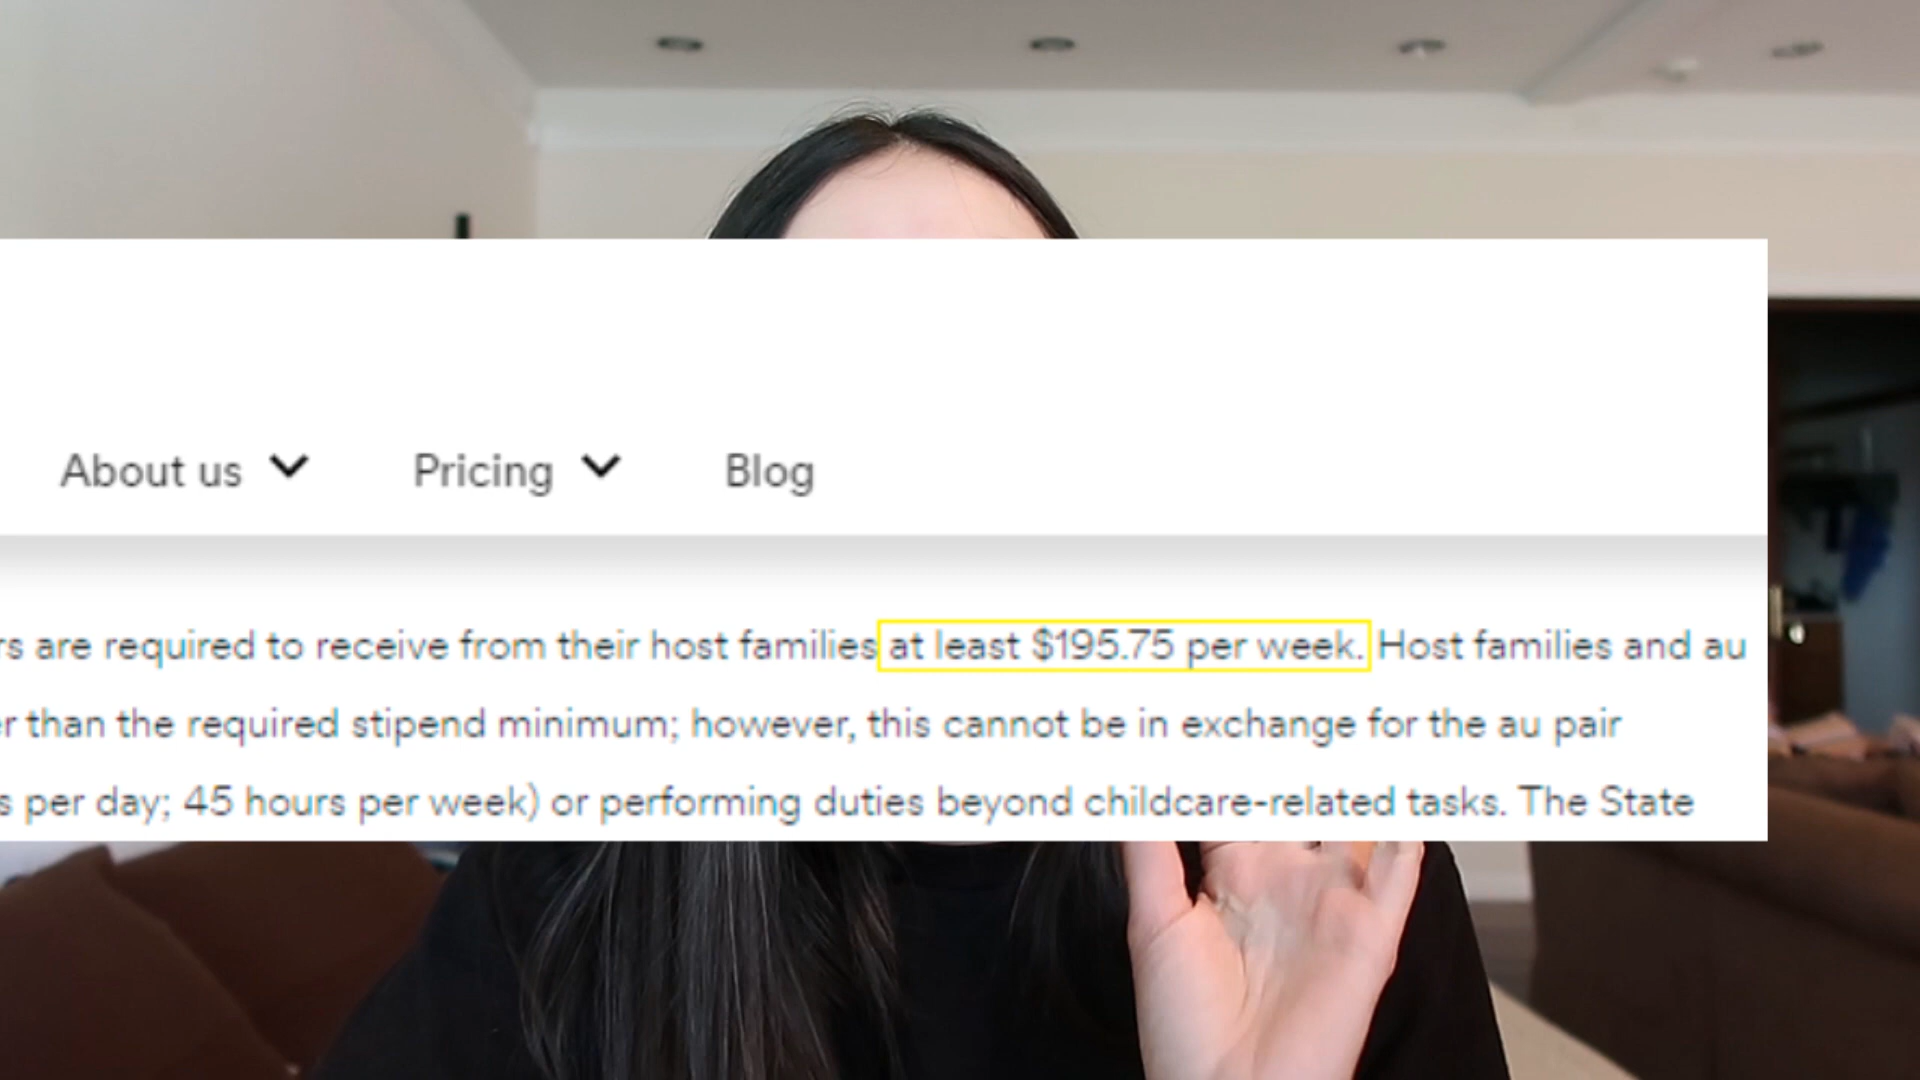 About us Pricing Blog
are required to receive from their host families at least $195.75 per week. Host families and au
than the required stipend minimum; however, this cannot be in exchange for the au pair
per day; 45 hours per week) or performing duties beyond childcare-related tasks. The State